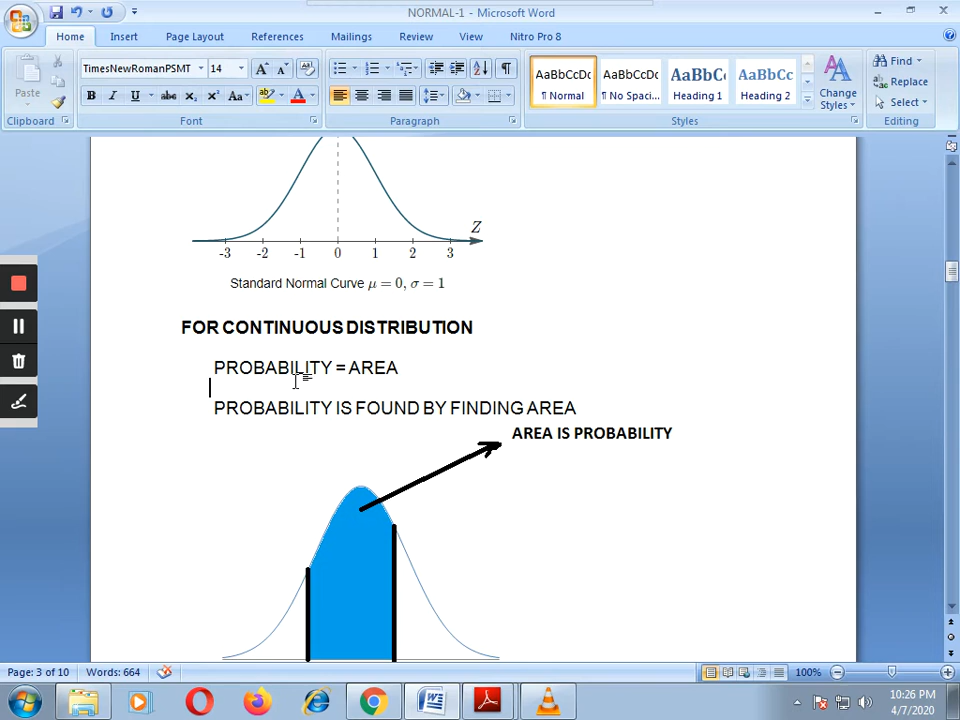 NORMAL-1 - Microsoft Word
Home Insert Page Layout References Mailings Review View Nitro Pro 8
TimesNewRomanPSMT 14
AaBbCcDc AaBbCcDc AaBbC AaBbCc
Paste
B I U abe X₂ X² Aa A
¶ Normal ¶ No Spaci... Heading 1 Heading 2
Change Styles
Find
Replace
Select
Clipboard Font Paragraph Styles Editing
Z
-3 -2 -1 0 1 2 3
Standard Normal Curve μ = 0, σ = 1
FOR CONTINUOUS DISTRIBUTION
PROBABILITY = AREA
PROBABILITY IS FOUND BY FINDING AREA
AREA IS PROBABILITY
Page: 3 of 10 Words: 664 100%
10:26 PM
4/7/2020